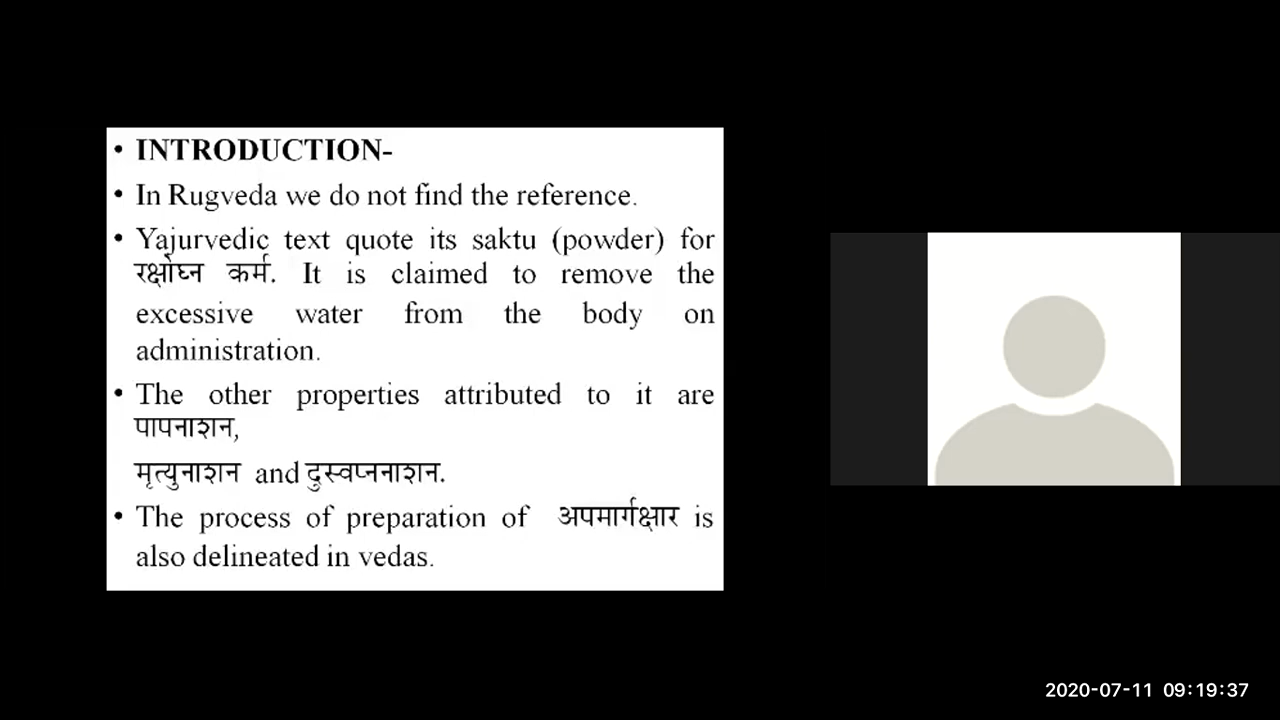 • INTRODUCTION-
• In Rugveda we do not find the reference.
• Yajurvedic text quote its saktu (powder) for
रक्षोघ्न कर्म. It is claimed to remove the
excessive water from the body on
administration.
• The other properties attributed to it are
पापनाशन,
मृत्युनाशन and दुस्वप्ननाशन.
• The process of preparation of अपमार्गक्षार is
also delineated in vedas.
2020-07-11 09:19:37